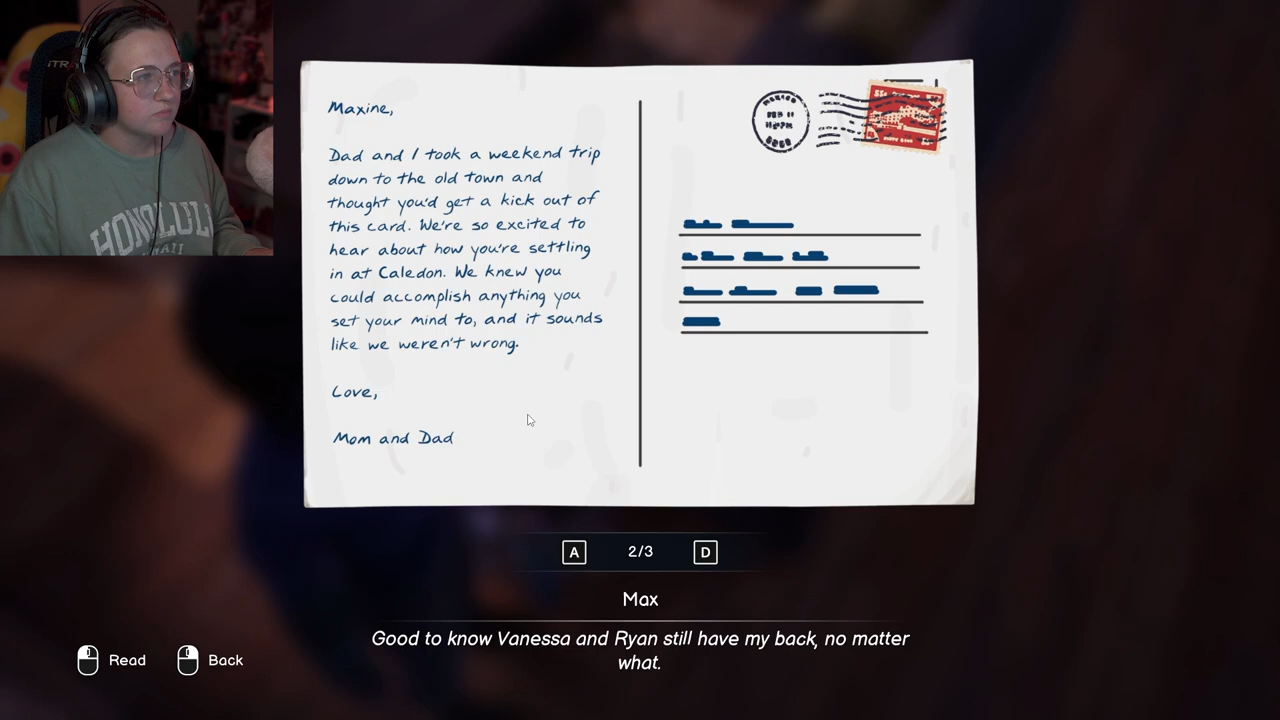 HONOLULU
Maxine,
Dad and I took a weekend trip
down to the old town and
thought you'd get a kick out of
this card. We're so excited to
hear about how you're settling
in at Caledon. We knew you
could accomplish anything you
set your mind to, and it sounds
like we weren't wrong.
Love,
Mom and Dad
A 2/3 D
Max
Good to know Vanessa and Ryan still have my back, no matter
what.
Read Back